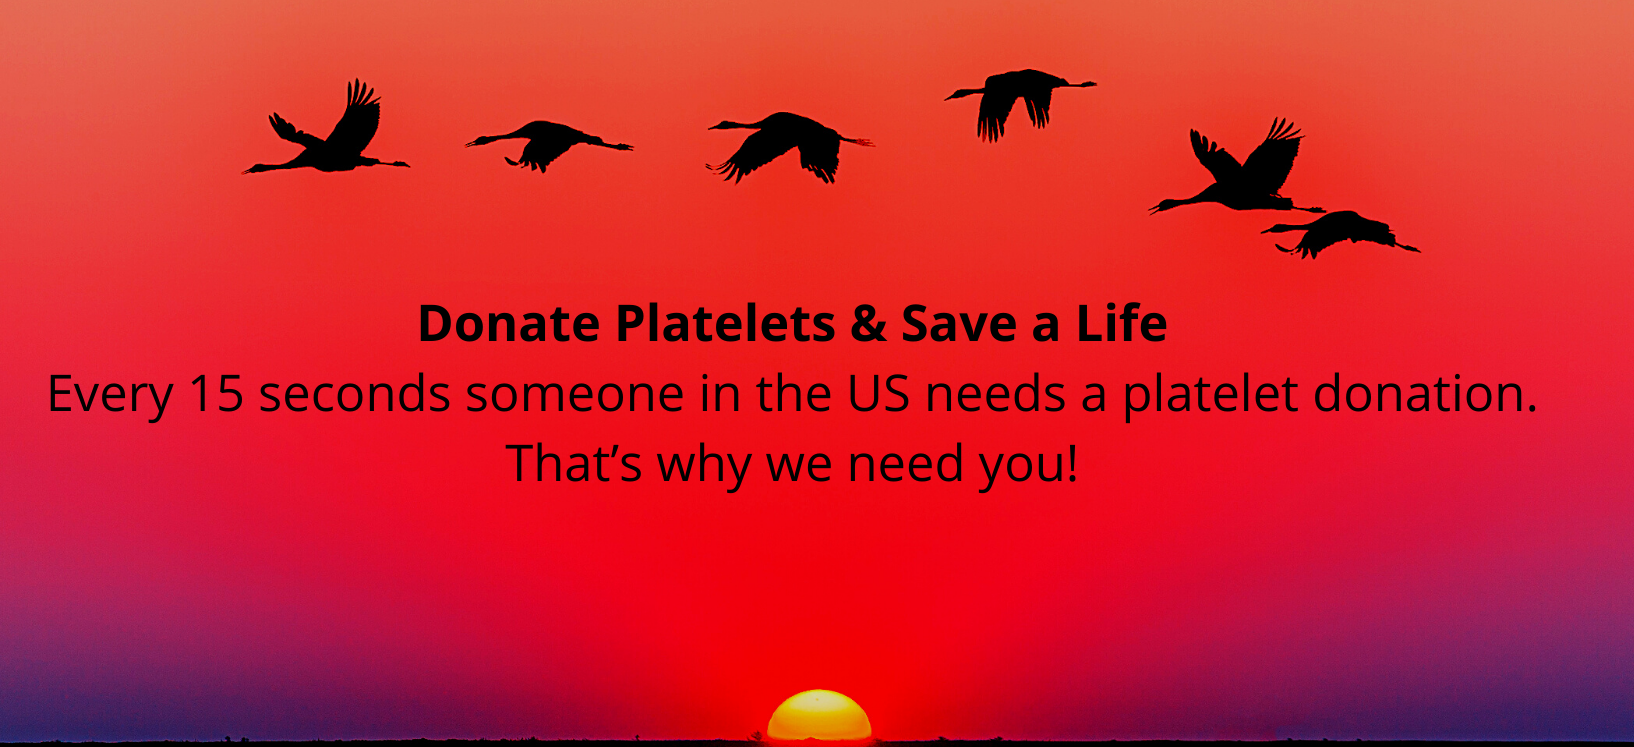 Donate Platelets & Save a Life
Every 15 seconds someone in the US needs a platelet donation.
That’s why we need you!